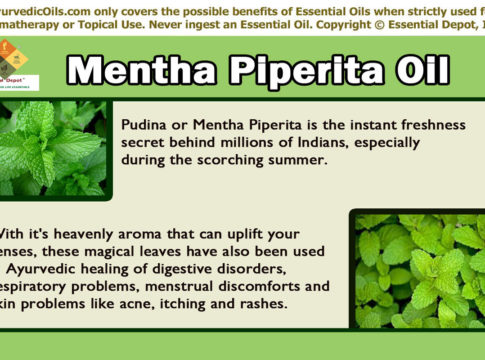 yurvedicOils.com only covers the possible benefits of Essential Oils when strictly used f
omatherapy or Topical Use. Never ingest an Essential Oil. Copyright © Essential Depot, I
Mentha Piperita Oil
Pudina or Mentha Piperita is the instant freshness
secret behind millions of Indians, especially
during the scorching summer.
With it's heavenly aroma that can uplift your
enses, these magical leaves have also been used
Ayurvedic healing of digestive disorders,
espiratory problems, menstrual discomforts and
kin problems like acne, itching and rashes.